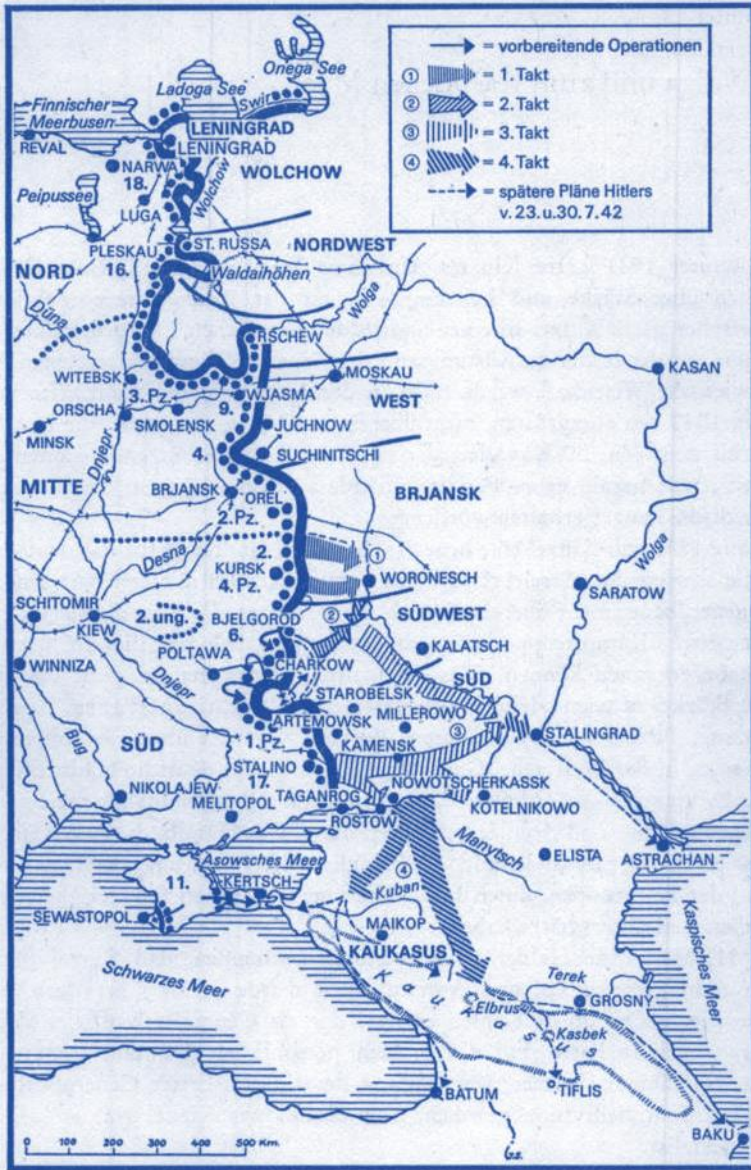 = vorbereitende Operationen
① = 1. Takt
② = 2. Takt
③ = 3. Takt
④ = 4. Takt
= spätere Pläne Hitlers
v. 23. u. 30. 7. 42
Onega See
Ladoga See
Swir
Finnischer
Meerbusen
LENINGRAD
LENINGRAD
REVAL
NARWA
WOLCHOW
Wolchow
18.
Peipussee
LUGA
ST. RUSSA
NORDWEST
PLESKAU
16.
Waldaihöhen
NORD
Düna
Wolga
RSCHEW
MOSKAU
KASAN
WITEBSK
3. Pz.
WJASMA
WEST
9.
ORSCHA
SMOLENSK
JUCHNOW
MINSK
Dnjepr
4.
SUCHINITSCHI
MITTE
BRJANSK
BRJANSK
OREL
2. Pz.
Wolga
Desna
2.
①
KURSK
4. Pz.
WORONESCH
SARATOW
SCHITOMIR
2. ung.
BJELGOROD
②
SÜDWEST
KIEW
6.
KALATSCH
POLTAWA
WINNIZA
CHARKOW
SÜD
Dnjepr
STAROBELSK
ARTEMOWSK
MILLEROWO
③
STALINGRAD
Bug
SÜD
1. Pz.
KAMENSK
STALINO
17.
NOWOTSCHERKASSK
NIKOLAJEW
TAGANROG
KOTELNIKOWO
MELITOPOL
ROSTOW
Manytsch
Asowsches Meer
ELISTA
ASTRACHAN
11.
KERTSCH
④
Kuban
SEWASTOPOL
MAIKOP
KAUKASUS
Kaspisches Meer
Schwarzes Meer
Kaukasus
Terek
GROSNY
Elbrus
Kasbek
TIFLIS
BATUM
BAKU
0 100 200 300 400 500 Km.
G.S.